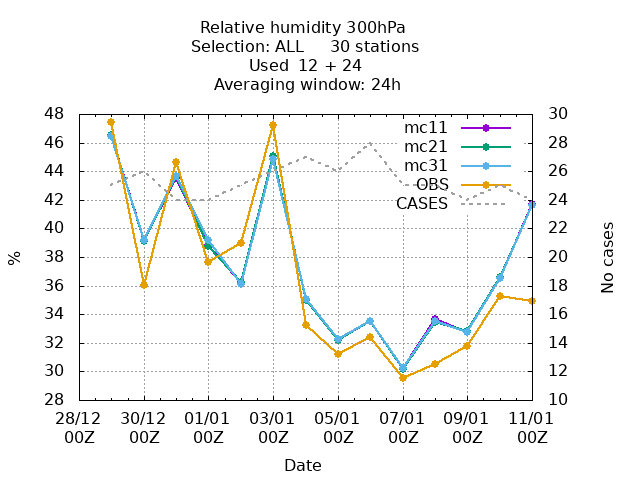 Relative humidity 300hPa
Selection: ALL 30 stations
Used 12 + 24
Averaging window: 24h
48
46
44
42
40
38
36
34
32
30
28
30
28
26
24
22
20
18
16
14
12
10
mc11
mc21
mc31
OBS
CASES
%
No cases
28/12 30/12 01/01 03/01 05/01 07/01 09/01 11/01
00Z 00Z 00Z 00Z 00Z 00Z 00Z 00Z
Date